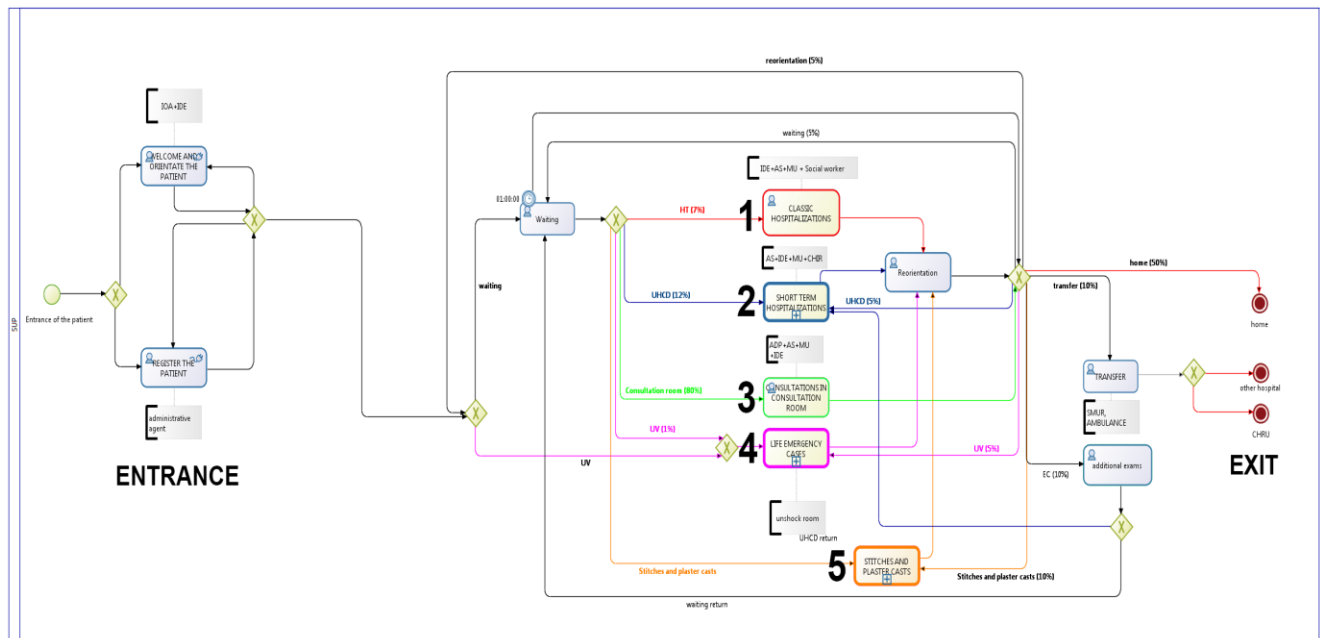 SUP
reorientation (5%)
IOA+IDE
WELCOME AND
ORIENTATE THE
PATIENT
waiting (5%)
IDE+AS+MU + Social worker
01:00:00
Waiting
HT (7%)
1
CLASSIC
HOSPITALIZATIONS
AS+IDE+MU+CHIR
Reorientation
home (50%)
waiting
transfer (10%)
UHCD (12%)
2
SHORT TERM
HOSPITALIZATIONS
UHCD (5%)
Entrance of the patient
home
REGISTER THE
PATIENT
ADP+AS+MU
+IDE
TRANSFER
other hospital
Consultation room (80%)
3
CONSULTATIONS IN
CONSULTATION
ROOM
administrative
agent
SMUR,
AMBULANCE
CHRU
UV (1%)
4
LIFE EMERGENCY
CASES
UV (5%)
UV
ENTRANCE
additional exams
EC (10%)
EXIT
unshock room
UHCD return
5
STITCHES AND
PLASTER CASTS
Stitches and plaster casts
Stitches and plaster casts (10%)
waiting return